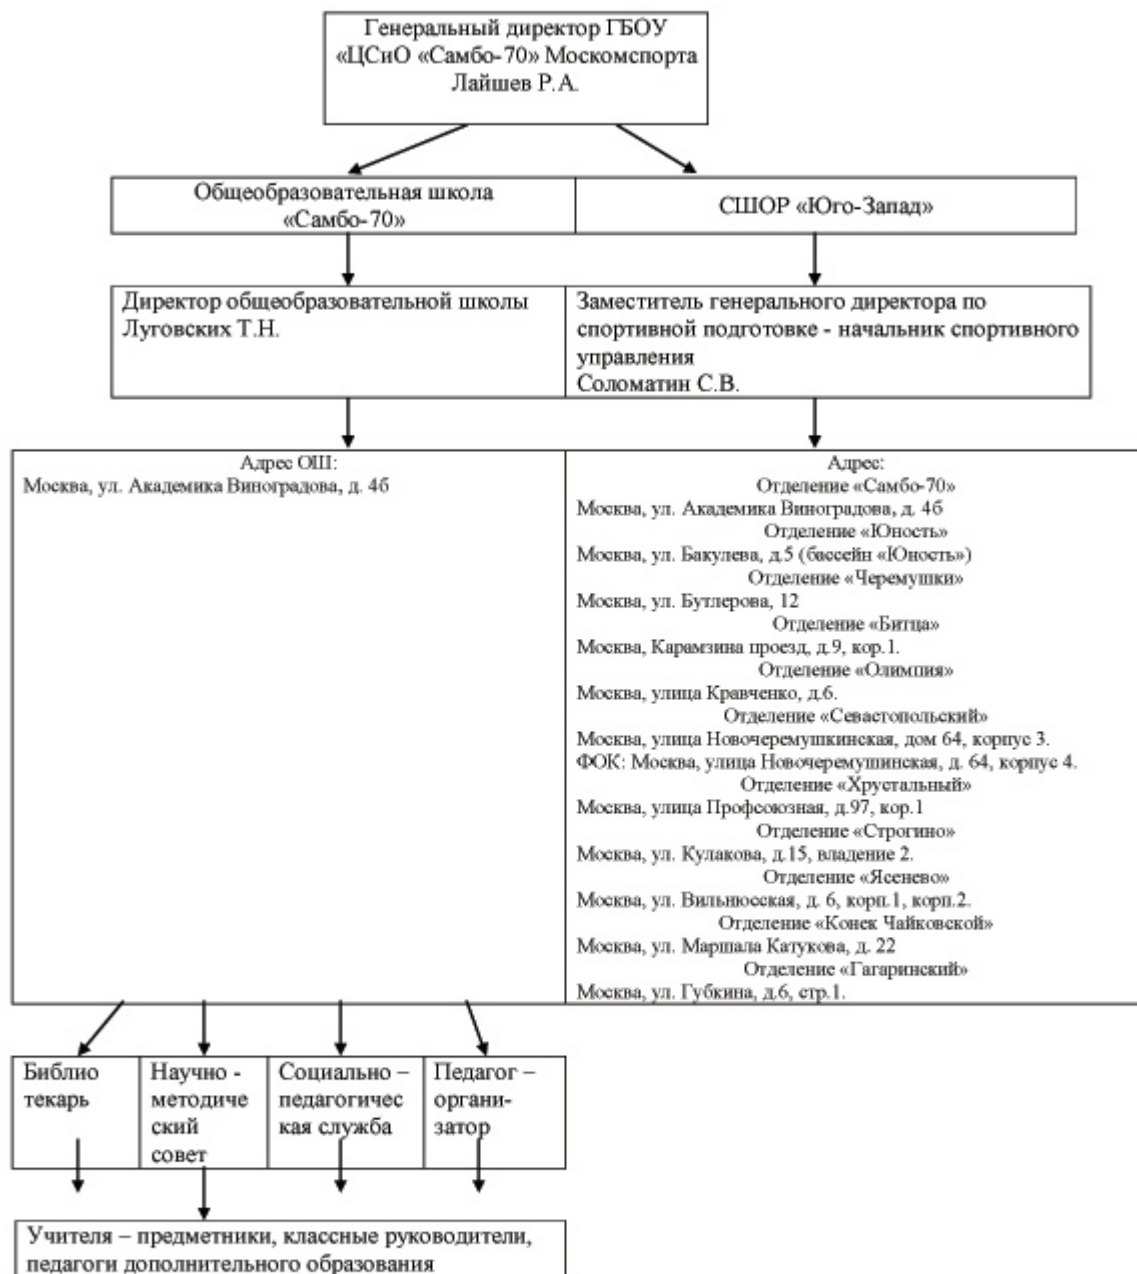 Генеральный директор ГБОУ
«ЦСиО «Самбо-70» Москомспорта
Лайшев Р.А.
Общеобразовательная школа
«Самбо-70»
СШОР «Юго-Запад»
Директор общеобразовательной школы
Луговских Т.Н.
Заместитель генерального директора по
спортивной подготовке - начальник спортивного
управления
Соломатин С.В.
Адрес ОШ:
Москва, ул. Академика Виноградова, д. 4б
Адрес:
Отделение «Самбо-70»
Москва, ул. Академика Виноградова, д. 4б
Отделение «Юность»
Москва, ул. Бакулева, д.5 (бассейн «Юность»)
Отделение «Черемушки»
Москва, ул. Бутлерова, 12
Отделение «Битца»
Москва, Карамзина проезд, д.9, кор.1.
Отделение «Олимпия»
Москва, улица Кравченко, д.6.
Отделение «Севастопольский»
Москва, улица Новочеремушкинская, дом 64, корпус 3.
ФОК: Москва, улица Новочеремушинская, д. 64, корпус 4.
Отделение «Хрустальный»
Москва, улица Профсоюзная, д.97, кор.1
Отделение «Строгино»
Москва, ул. Кулакова, д.15, владение 2.
Отделение «Ясенево»
Москва, ул. Вильнюсская, д. 6, корп.1, корп.2.
Отделение «Конек Чайковской»
Москва, ул. Маршала Катукова, д. 22
Отделение «Гагаринский»
Москва, ул. Губкина, д.6, стр.1.
Библио
текарь
Научно -
методиче
ский
совет
Социально –
педагогичес
кая служба
Педагог –
органи-
затор
Учителя – предметники, классные руководители,
педагоги дополнительного образования